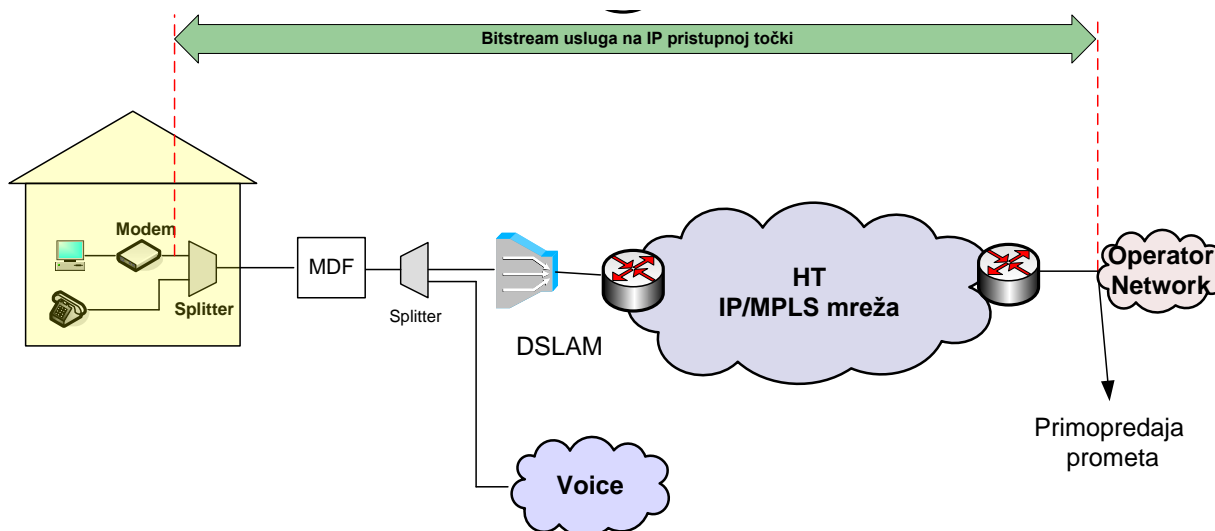 Bitstream usluga na IP pristupnoj točki
Modem
Splitter
MDF
Splitter
DSLAM
HT
IP/MPLS mreža
Operator
Network
Primopredaja
prometa
Voice